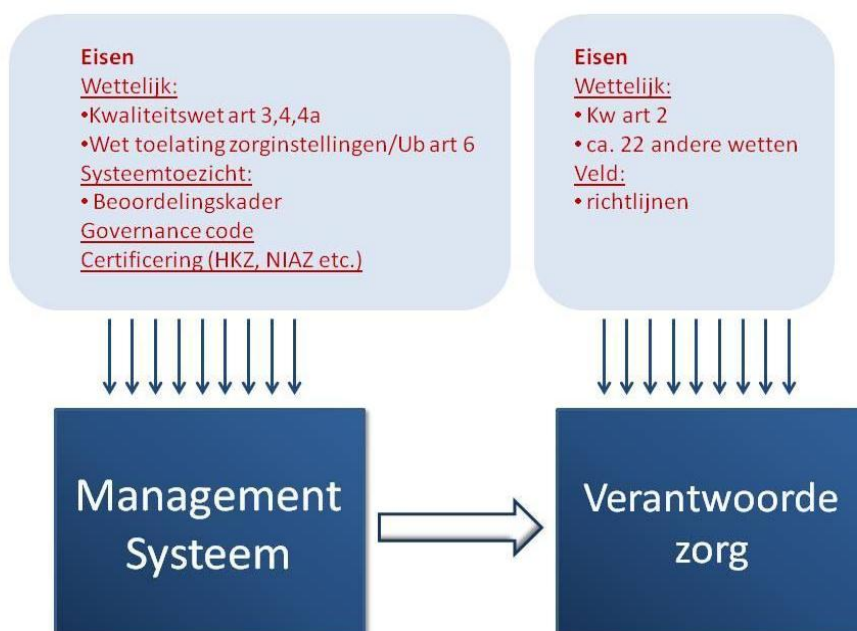 Eisen
Wettelijk:
•Kwaliteitswet art 3,4,4a
•Wet toelating zorginstellingen/Ub art 6
Systeemtoezicht:
• Beoordelingskader
Governance code
Certificering (HKZ, NIAZ etc.)
Eisen
Wettelijk:
• Kw art 2
• ca. 22 andere wetten
Veld:
• richtlijnen
Management
Systeem
Verantwoorde
zorg